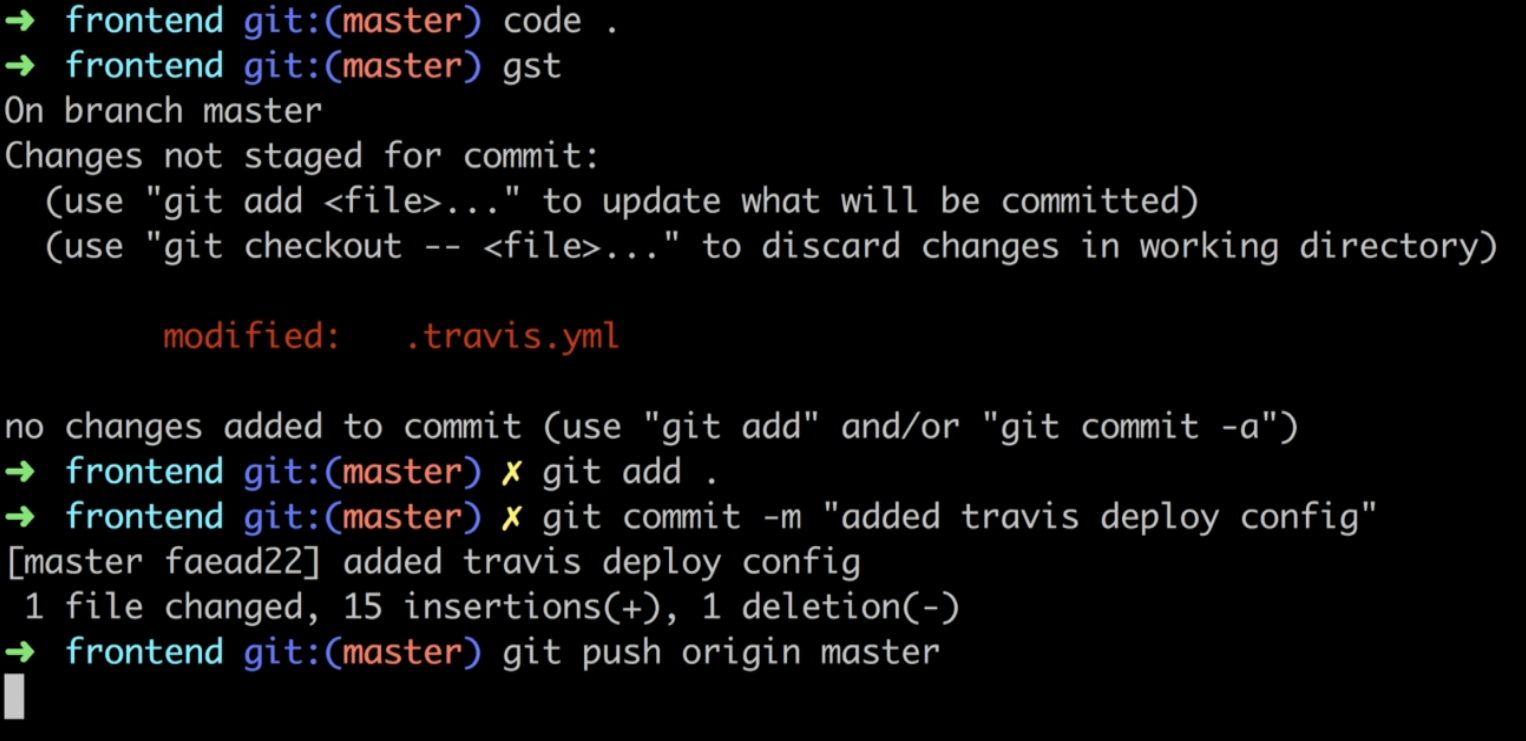 ➜  frontend git:(master) code .
➜  frontend git:(master) gst
On branch master
Changes not staged for commit:
  (use "git add <file>..." to update what will be committed)
  (use "git checkout -- <file>..." to discard changes in working directory)
        modified:   .travis.yml
no changes added to commit (use "git add" and/or "git commit -a")
➜  frontend git:(master) ✗ git add .
➜  frontend git:(master) ✗ git commit -m "added travis deploy config"
[master faead22] added travis deploy config
 1 file changed, 15 insertions(+), 1 deletion(-)
➜  frontend git:(master) git push origin master